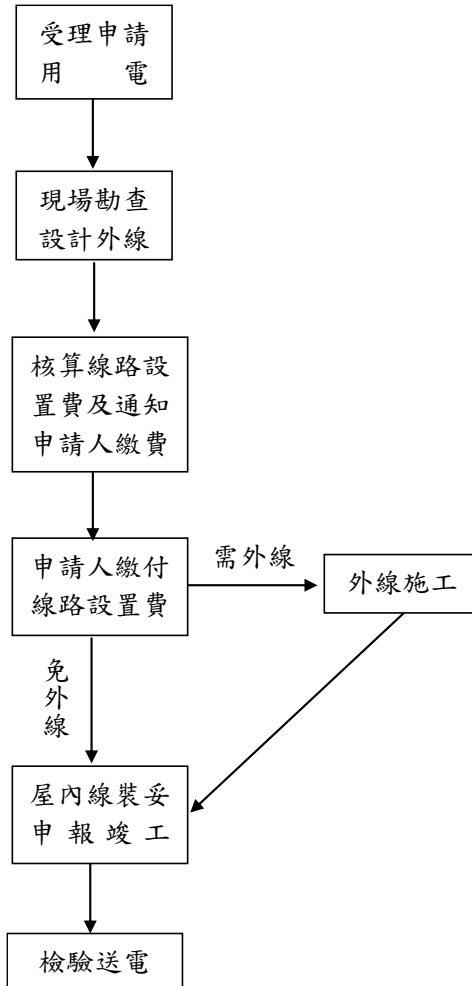 受理申請
用電
現場勘查
設計外線
核算線路設
置費及通知
申請人繳費
申請人繳付
線路設置費
需外線
外線施工
免外線
屋內線裝妥
申報竣工
檢驗送電